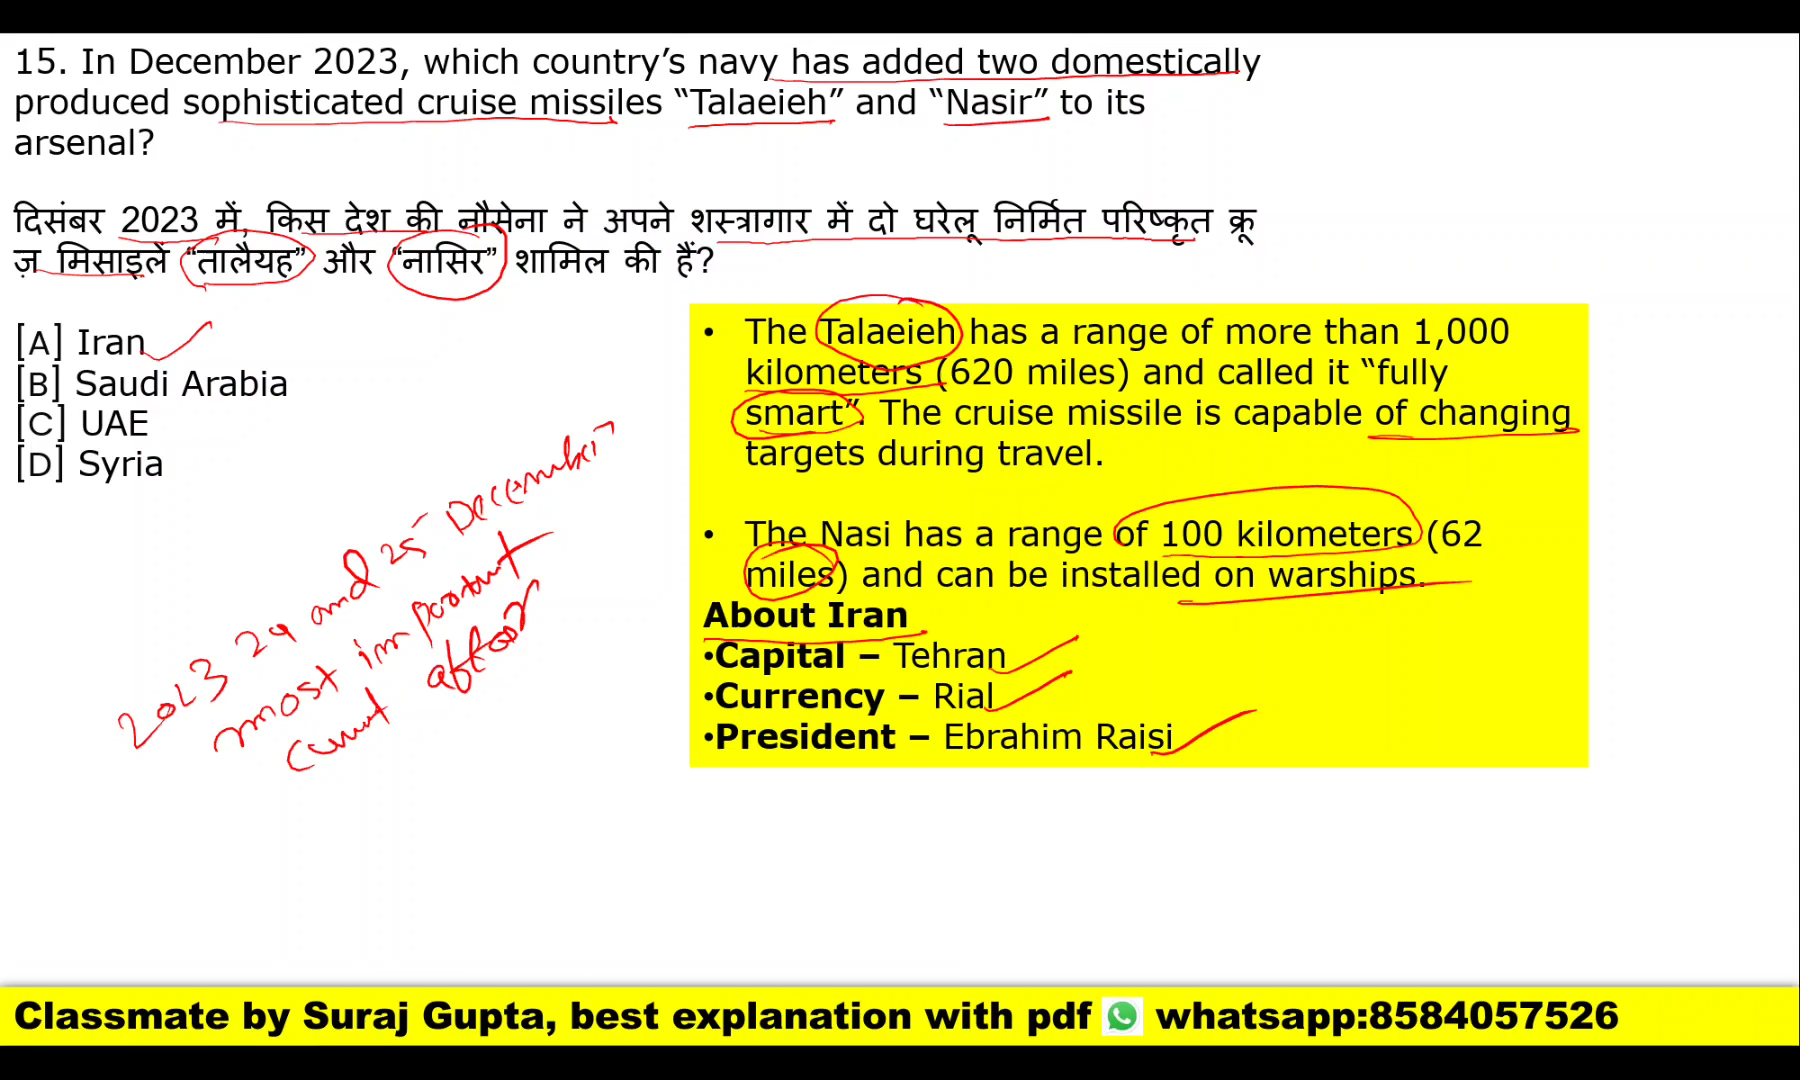 15. In December 2023, which country’s navy has added two domestically
produced sophisticated cruise missiles “Talaeieh” and “Nasir” to its
arsenal?
दिसंबर 2023 में, किस देश की नौसेना ने अपने शस्त्रागार में दो घरेलू निर्मित परिष्कृत क्रू
ज़ मिसाइलें “तालैयह” और “नासिर” शामिल की हैं?
[A] Iran
[B] Saudi Arabia
[C] UAE
[D] Syria
• The Talaeieh has a range of more than 1,000
kilometers (620 miles) and called it “fully
smart”. The cruise missile is capable of changing
targets during travel.
• The Nasi has a range of 100 kilometers (62
miles) and can be installed on warships.
About Iran
•Capital – Tehran
•Currency – Rial
•President – Ebrahim Raisi
2023 24 and 25 December
most important
Classmate by Suraj Gupta, best explanation with pdf whatsapp:8584057526